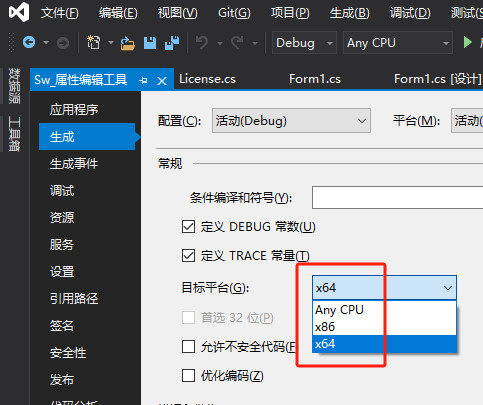 文件(F) 编辑(E) 视图(V) Git(G) 项目(P) 生成(B) 调试(D)
Debug Any CPU
数据源 工具箱
Sw_属性编辑工具 License.cs Form1.cs Form1.cs [设计]
应用程序
生成
生成事件
调试
资源
服务
设置
引用路径
签名
安全性
发布
配置(C): 活动(Debug) 平台(M):
常规
条件编译和符号(Y):
定义 DEBUG 常数(U)
定义 TRACE 常量(T)
目标平台(G): x64
Any CPU
x86
x64
首选 32 位(P)
允许不安全代码(F
优化编码(Z)